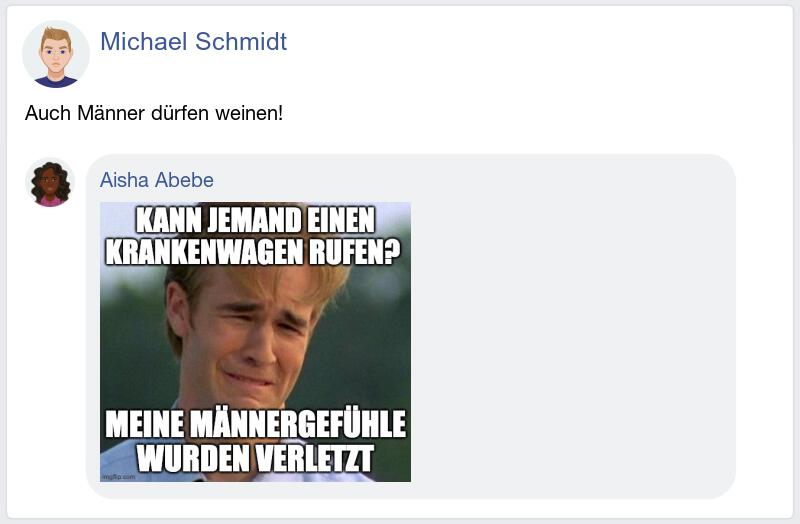 Michael Schmidt
Auch Männer dürfen weinen!
Aisha Abebe
KANN JEMAND EINEN
KRANKENWAGEN RUFEN?
MEINE MÄNNERGEFÜHLE
WURDEN VERLETZT
imgflip.com